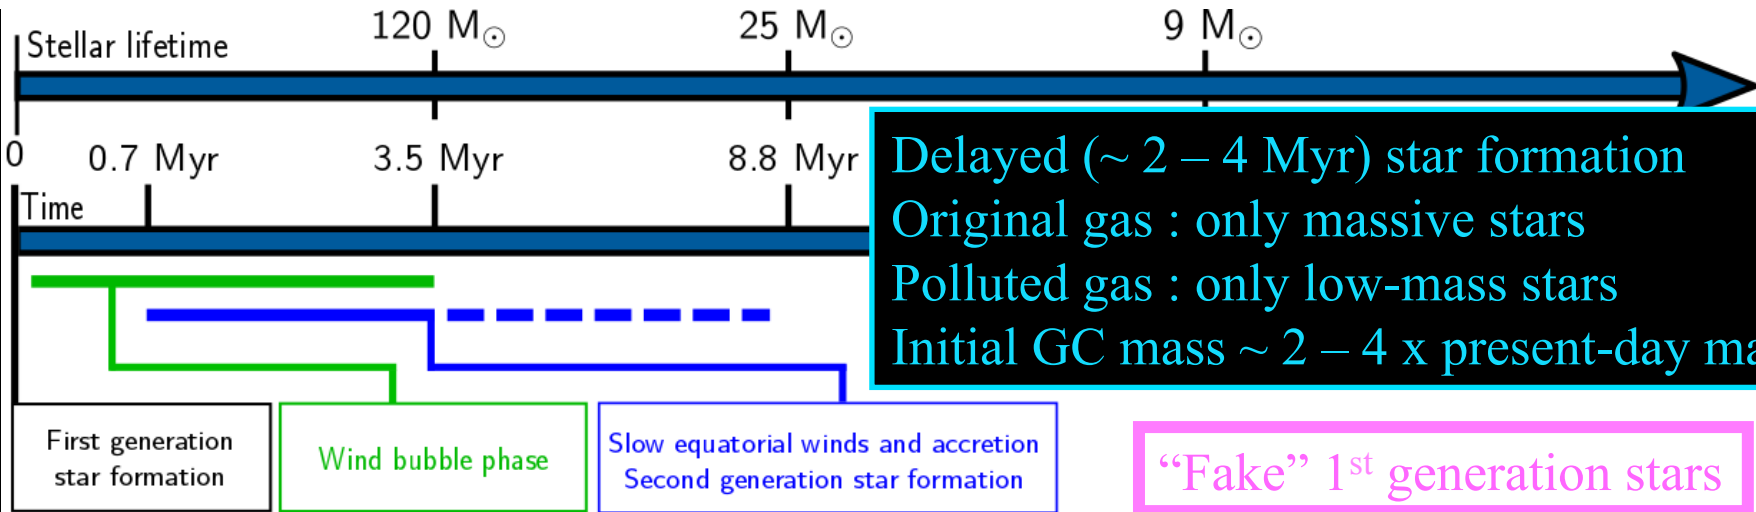 Stellar lifetime
120 M☉
25 M☉
9 M☉
0
0.7 Myr
3.5 Myr
8.8 Myr
Time
Delayed (~ 2 – 4 Myr) star formation
Original gas : only massive stars
Polluted gas : only low-mass stars
Initial GC mass ~ 2 – 4 x present-day
First generation
star formation
Wind bubble phase
Slow equatorial winds and accretion
Second generation star formation
“Fake” 1st generation stars